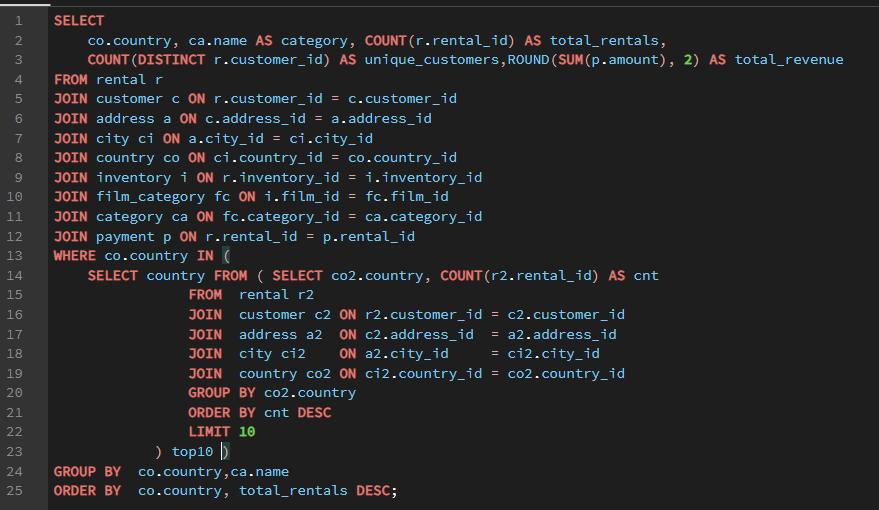 1 SELECT
2 co.country, ca.name AS category, COUNT(r.rental_id) AS total_rentals,
3 COUNT(DISTINCT r.customer_id) AS unique_customers,ROUND(SUM(p.amount), 2) AS total_revenue
4 FROM rental r
5 JOIN customer c ON r.customer_id = c.customer_id
6 JOIN address a ON c.address_id = a.address_id
7 JOIN city ci ON a.city_id = ci.city_id
8 JOIN country co ON ci.country_id = co.country_id
9 JOIN inventory i ON r.inventory_id = i.inventory_id
10 JOIN film_category fc ON i.film_id = fc.film_id
11 JOIN category ca ON fc.category_id = ca.category_id
12 JOIN payment p ON r.rental_id = p.rental_id
13 WHERE co.country IN (
14 SELECT country FROM ( SELECT co2.country, COUNT(r2.rental_id) AS cnt
15 FROM rental r2
16 JOIN customer c2 ON r2.customer_id = c2.customer_id
17 JOIN address a2 ON c2.address_id = a2.address_id
18 JOIN city ci2 ON a2.city_id = ci2.city_id
19 JOIN country co2 ON ci2.country_id = co2.country_id
20 GROUP BY co2.country
21 ORDER BY cnt DESC
22 LIMIT 10
23 ) top10 )
24 GROUP BY co.country,ca.name
25 ORDER BY co.country, total_rentals DESC;